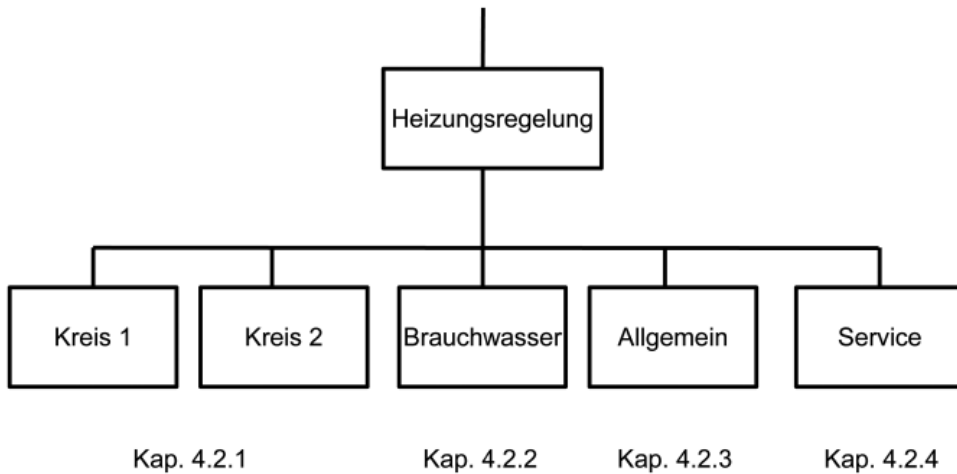 Heizungsregelung
Kreis 1
Kreis 2
Brauchwasser
Allgemein
Service
Kap. 4.2.1
Kap. 4.2.2
Kap. 4.2.3
Kap. 4.2.4